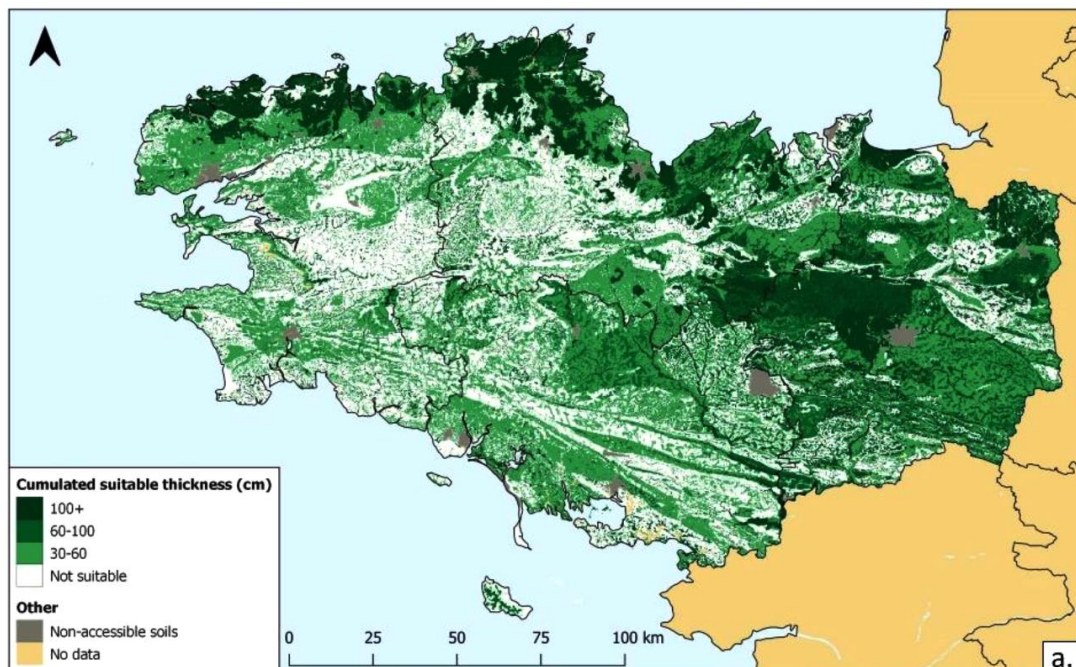 Cumulated suitable thickness (cm)
100+
60-100
30-60
Not suitable
Other
Non-accessible soils
No data
0 25 50 75 100 km
a.